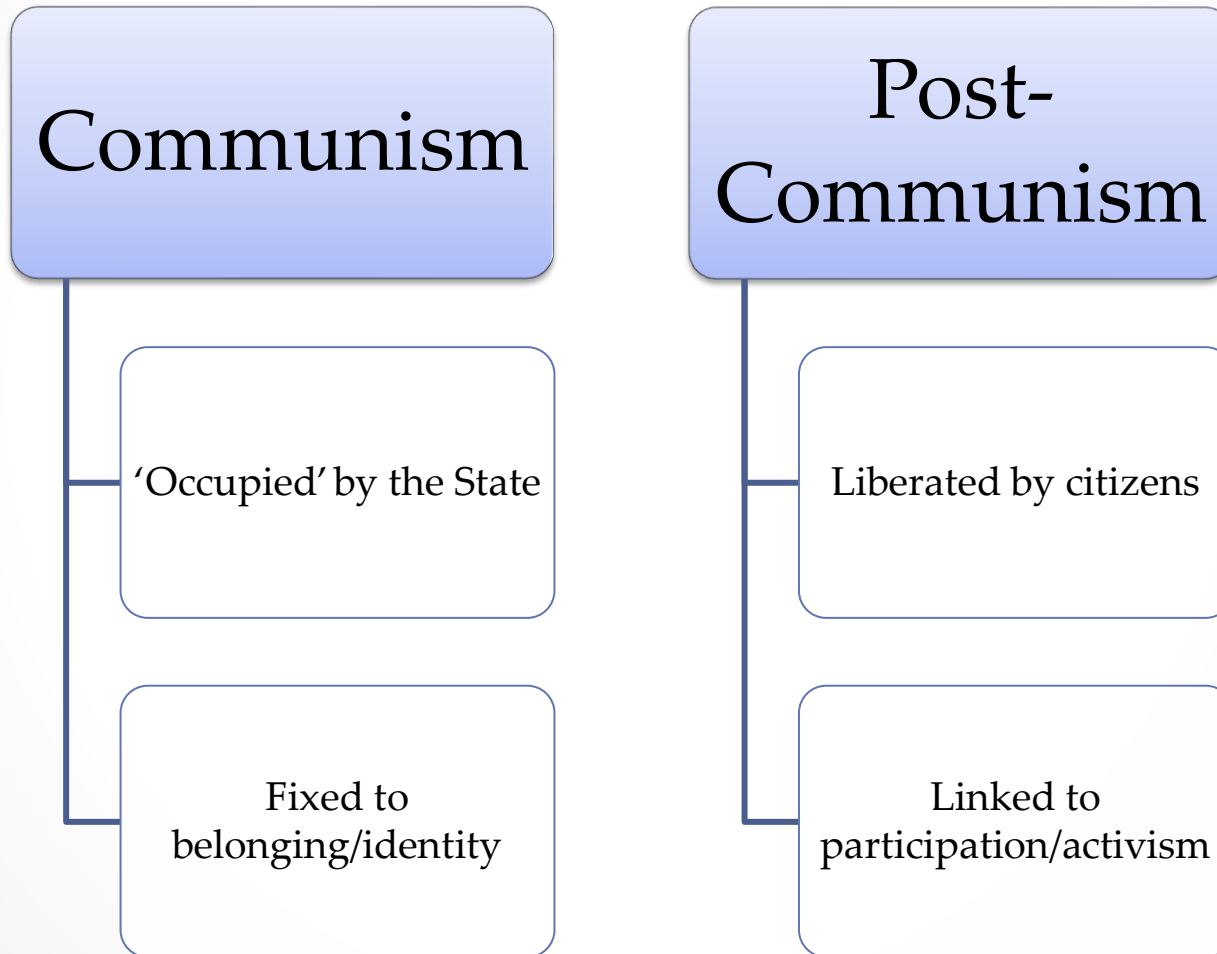 Communism
‘Occupied’ by the State
Fixed to
belonging/identity
Post-
Communism
Liberated by citizens
Linked to
participation/activism